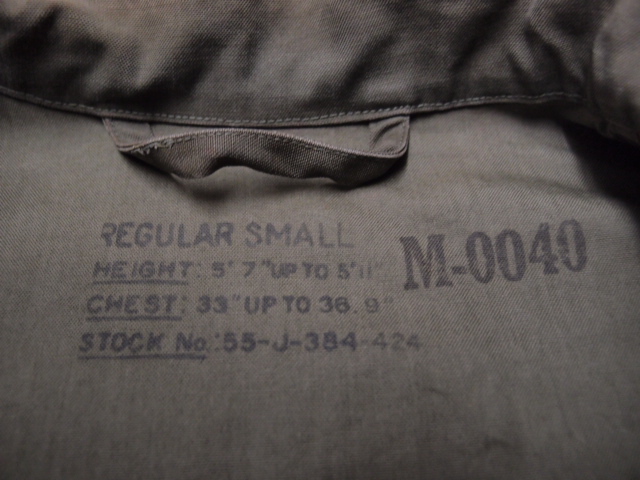 REGULAR SMALL
M-0040
HEIGHT: 5' 7" UP TO 5' 11"
CHEST: 33" UP TO 36.9"
STOCK No.: 55-J-384-424